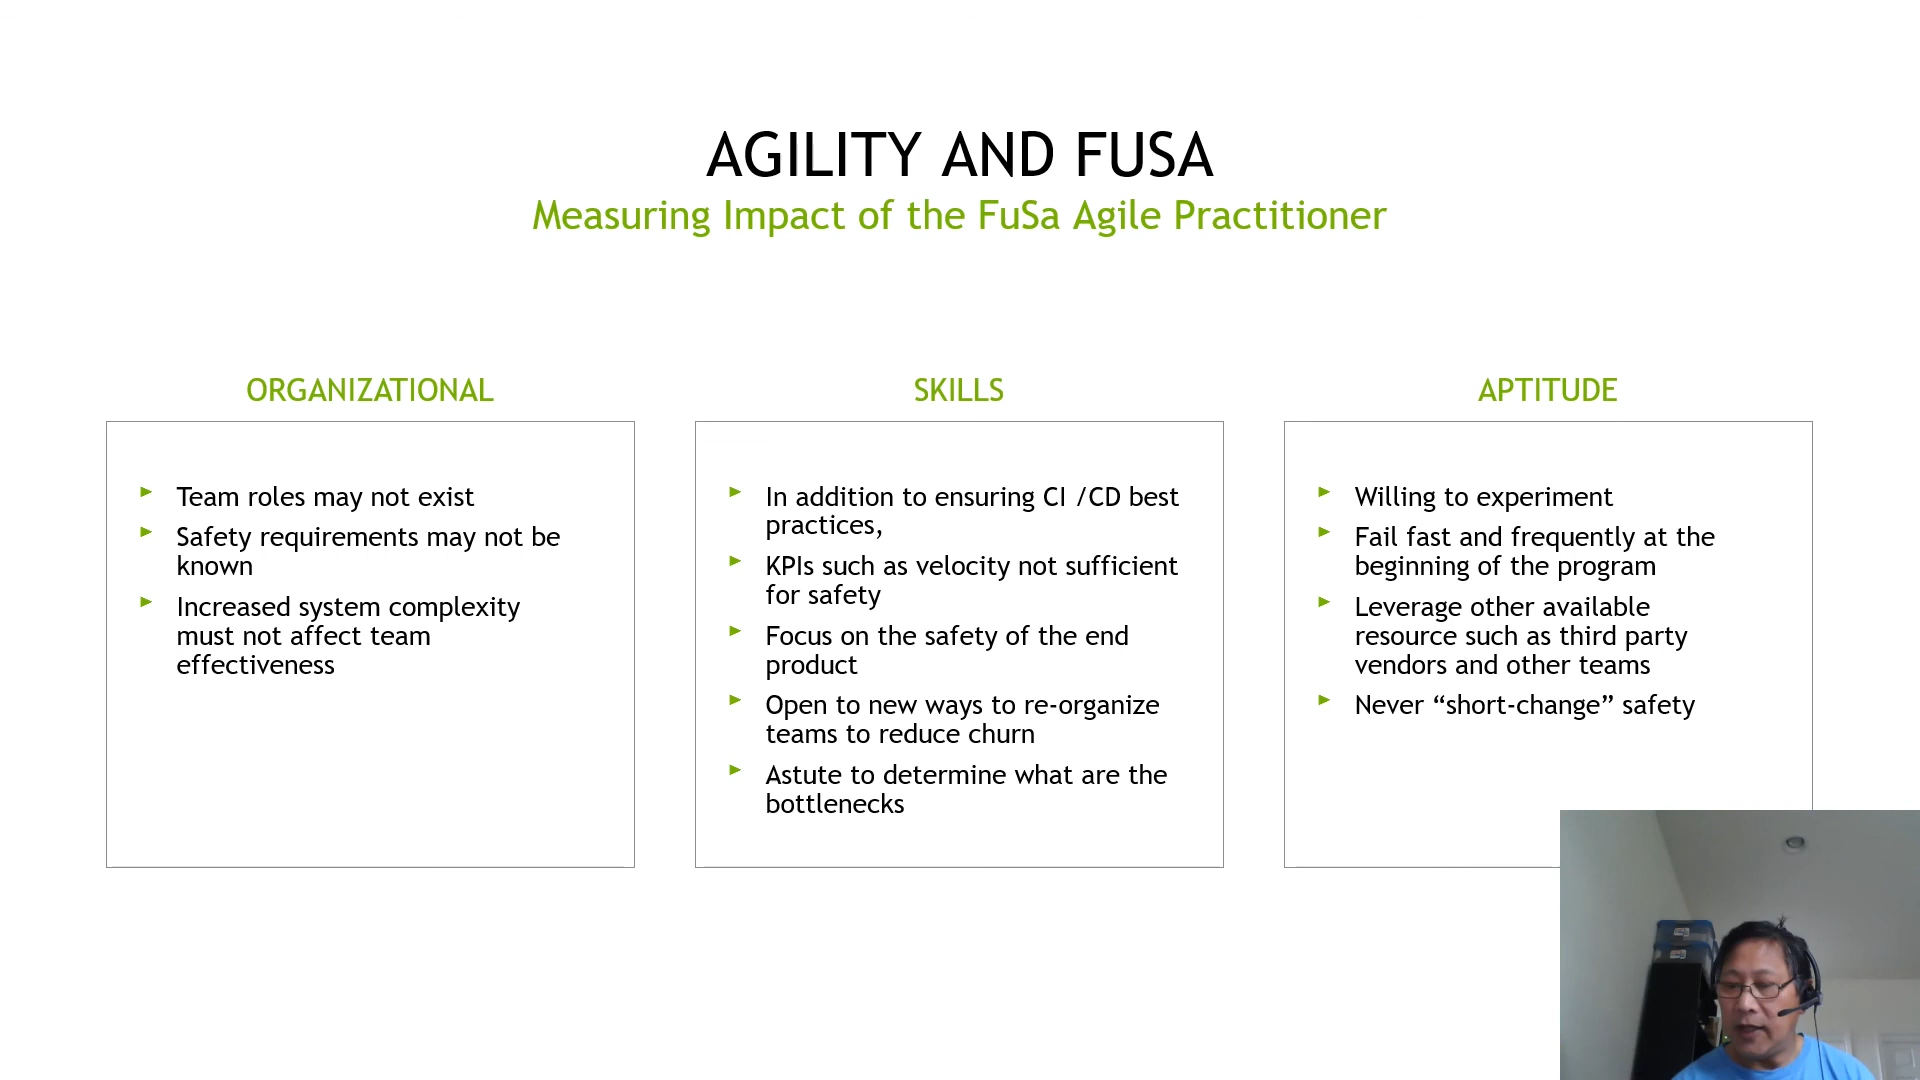 AGILITY AND FUSA
Measuring Impact of the FuSa Agile Practitioner
ORGANIZATIONAL
Team roles may not exist
Safety requirements may not be
known
Increased system complexity
must not affect team
effectiveness
SKILLS
In addition to ensuring CI /CD best
practices,
KPIs such as velocity not sufficient
for safety
Focus on the safety of the end
product
Open to new ways to re-organize
teams to reduce churn
Astute to determine what are the
bottlenecks
APTITUDE
Willing to experiment
Fail fast and frequently at the
beginning of the program
Leverage other available
resource such as third party
vendors and other teams
Never “short-change” safety